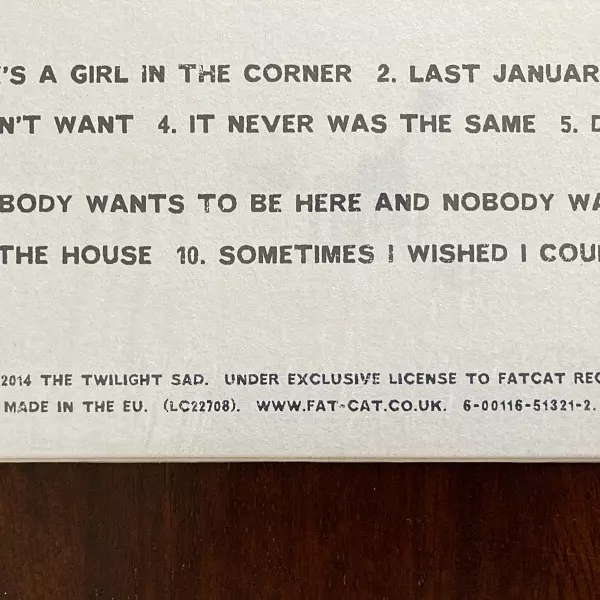 'S A GIRL IN THE CORNER 2. LAST JANUAR
N'T WANT 4. IT NEVER WAS THE SAME 5. D
BODY WANTS TO BE HERE AND NOBODY WA
THE HOUSE 10. SOMETIMES I WISHED I COU
2014 THE TWILIGHT SAD. UNDER EXCLUSIVE LICENSE TO FATCAT REC
MADE IN THE EU. (LC22708). WWW.FAT-CAT.CO.UK. 6-00116-51321-2.